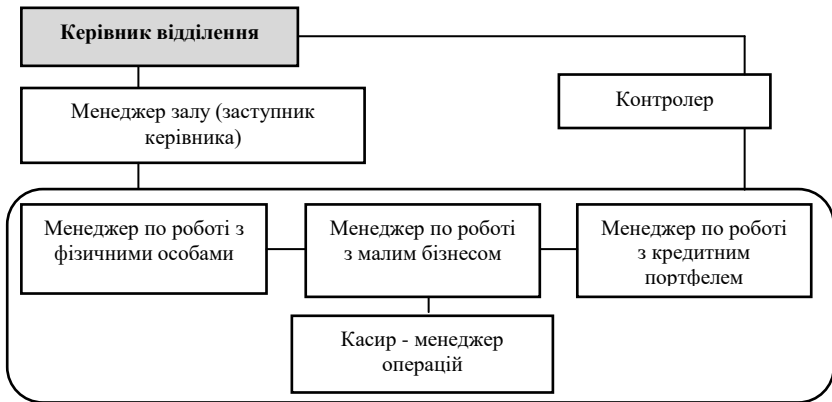 Керівник відділення
Менеджер залу (заступник
керівника)
Контролер
Менеджер по роботі з
фізичними особами
Менеджер по роботі
з малим бізнесом
Менеджер по роботі
з кредитним
портфелем
Касир - менеджер
операцій